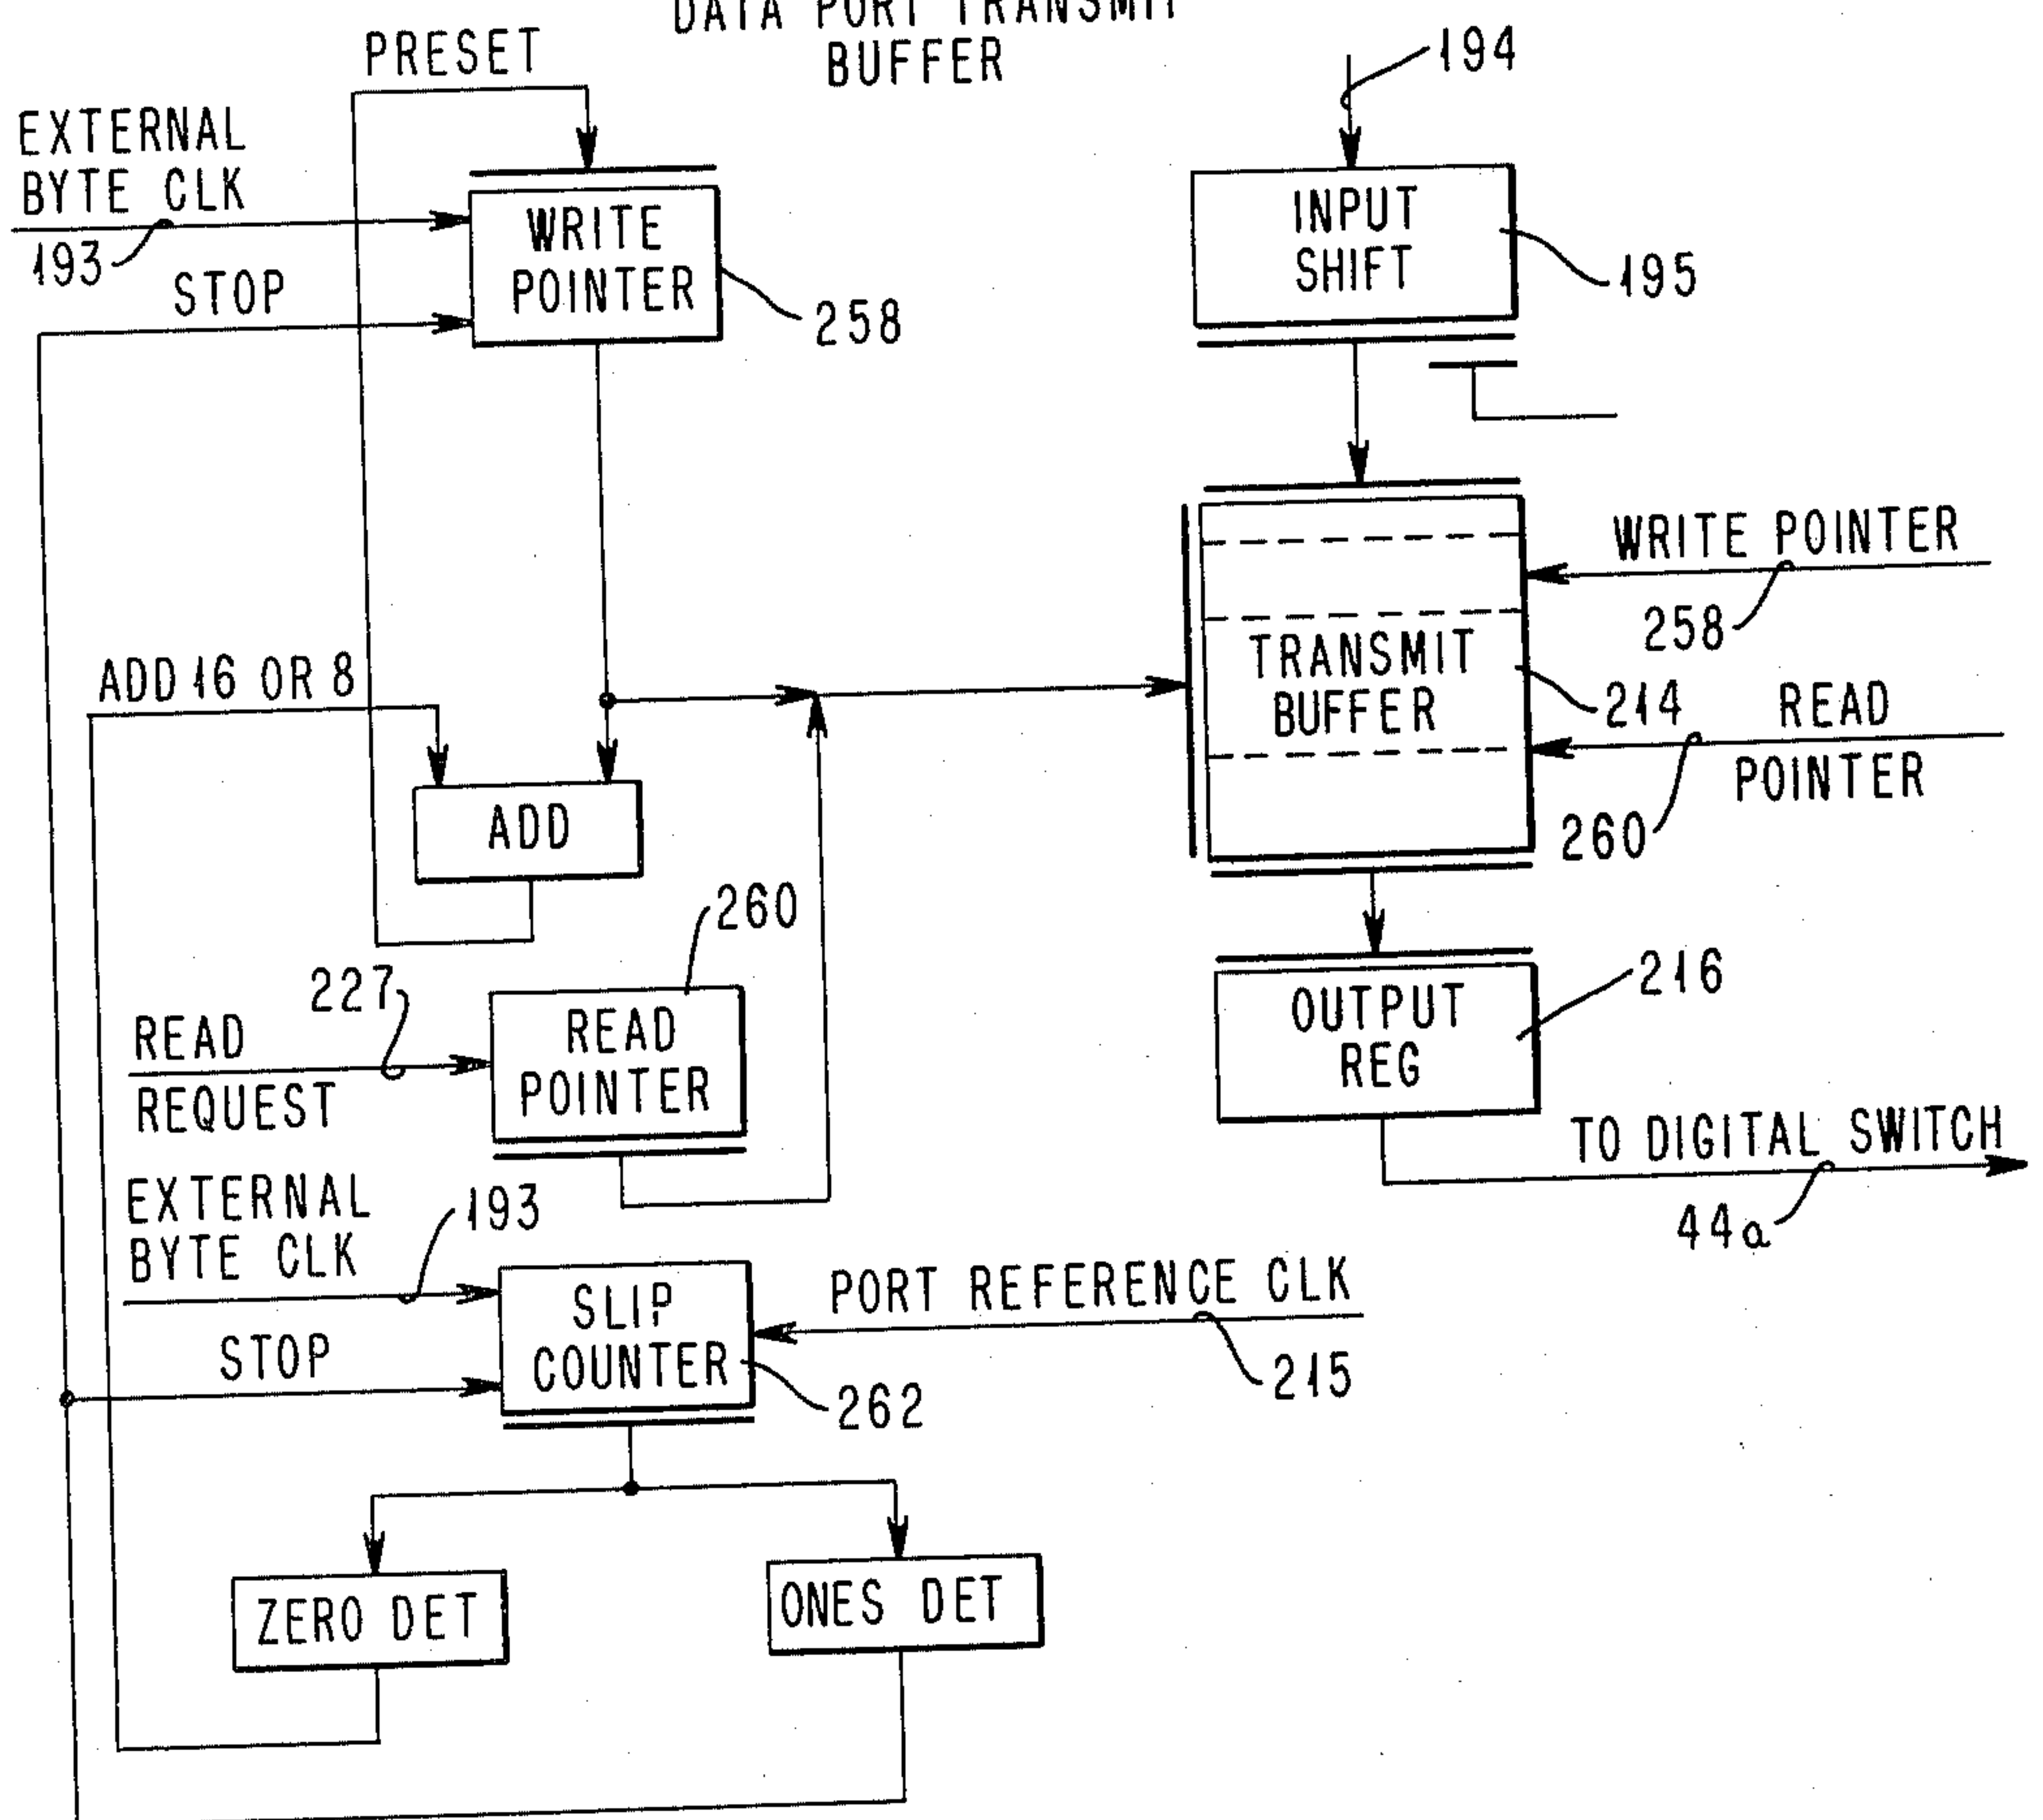 DATA PORT TRANSMIT
BUFFER
PRESET
EXTERNAL
BYTE CLK
193
STOP
WRITE
POINTER
258
194
INPUT
SHIFT
195
WRITE POINTER
258
TRANSMIT
BUFFER
214
READ
POINTER
260
ADD 16 OR 8
ADD
260
227
READ
REQUEST
READ
POINTER
OUTPUT
REG
216
TO DIGITAL SWITCH
44a
EXTERNAL
BYTE CLK
193
STOP
SLIP
COUNTER
262
PORT REFERENCE CLK
215
ZERO DET
ONES DET